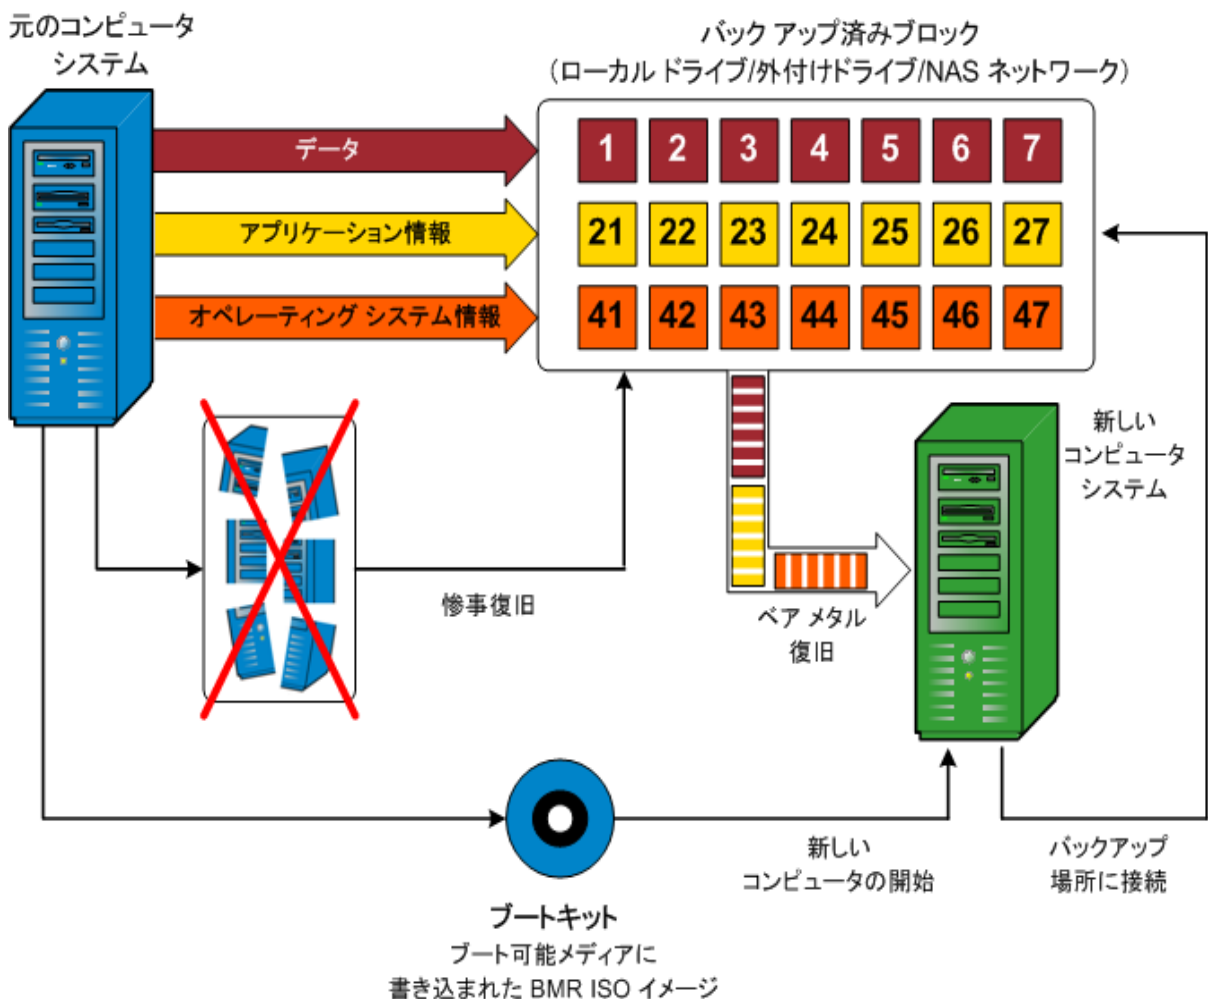 元のコンピュータ
システム
バック アップ済みブロック
(ローカル ドライブ/外付けドライブ/NAS ネットワーク)
データ
1 2 3 4 5 6 7
アプリケーション情報
21 22 23 24 25 26 27
オペレーティング システム情報
41 42 43 44 45 46 47
新しい
コンピュータ
システム
惨事復旧
ベア メタル
復旧
新しい
コンピュータの開始
バックアップ
場所に接続
ブートキット
ブート可能メディアに
書き込まれた BMR ISO イメージ